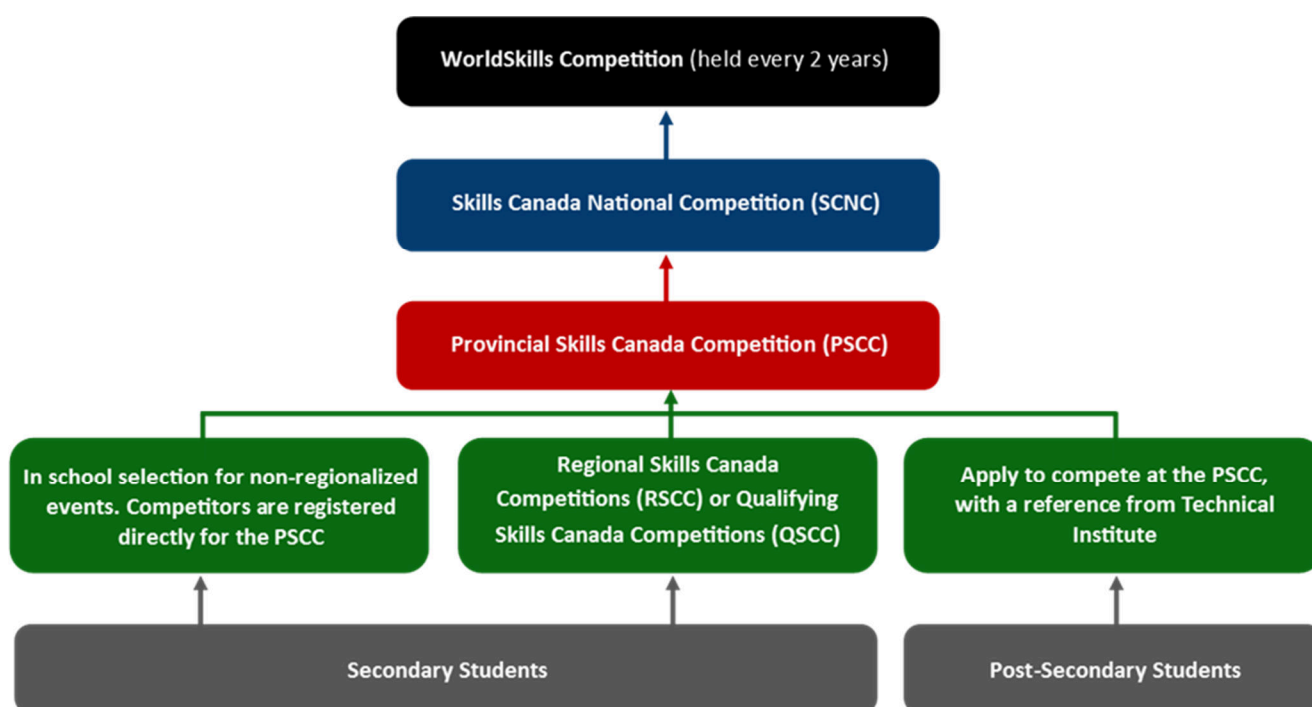 WorldSkills Competition (held every 2 years)
Skills Canada National Competition (SCNC)
Provincial Skills Canada Competition (PSCC)
In school selection for non-regionalized
events. Competitors are registered
directly for the PSCC
Regional Skills Canada
Competitions (RSCC) or Qualifying
Skills Canada Competitions (QSCC)
Apply to compete at the PSCC,
with a reference from Technical
Institute
Secondary Students
Post-Secondary Students